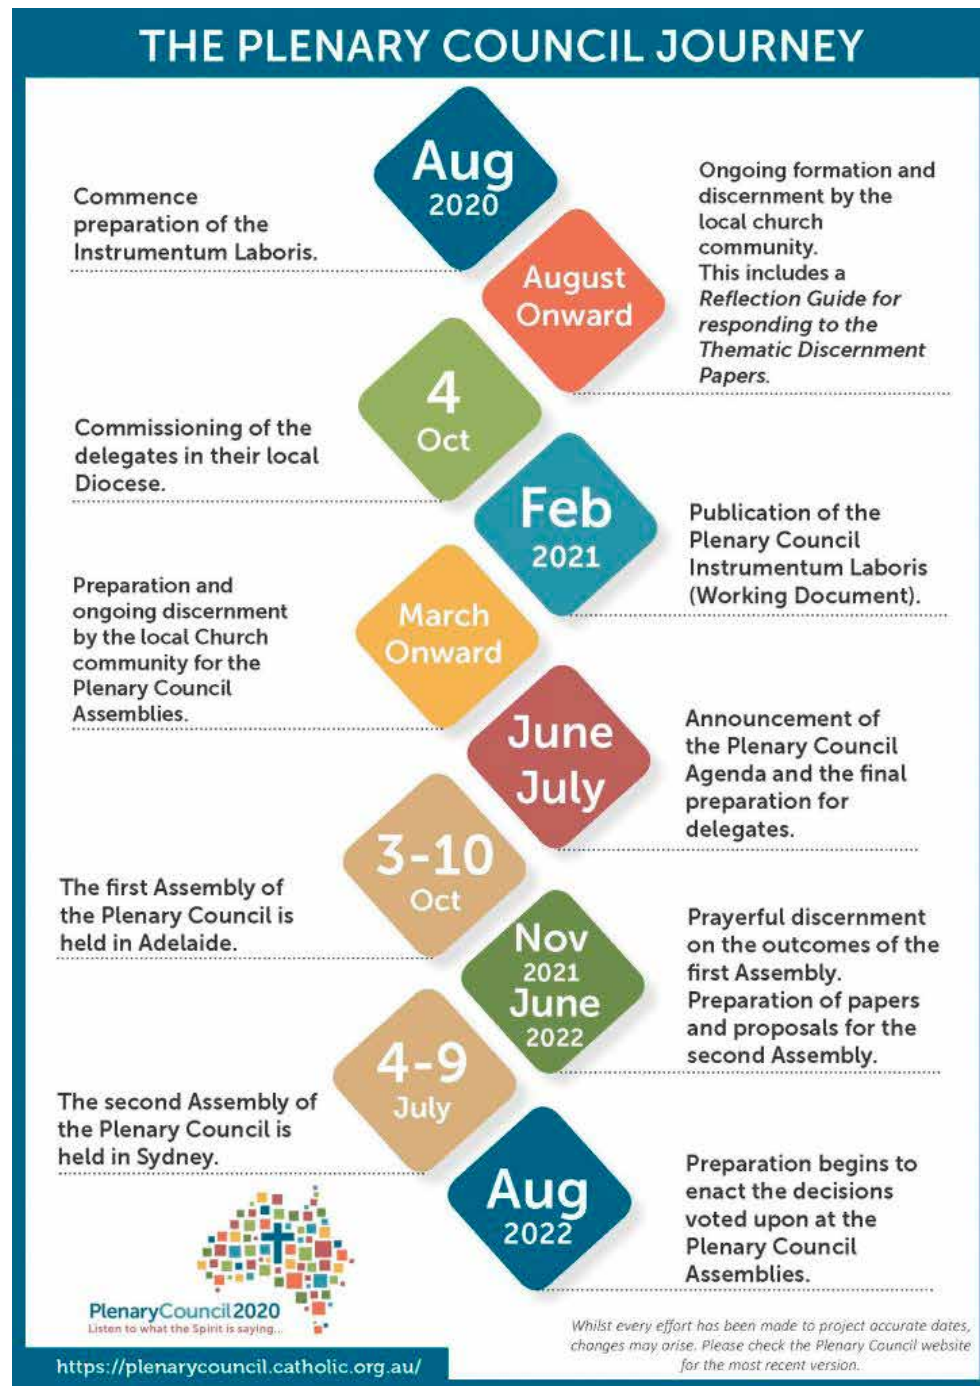 THE PLENARY COUNCIL JOURNEY
Aug
2020
Commence
preparation of the
Instrumentum Laboris.
August
Onward
Ongoing formation and
discernment by the
local church
community.
This includes a
Reflection Guide for
responding to the
Thematic Discernment
Papers.
4
Oct
Commissioning of the
delegates in their local
Diocese.
Feb
2021
Publication of the
Plenary Council
Instrumentum Laboris
(Working Document).
March
Onward
Preparation and
ongoing discernment
by the local Church
community for the
Plenary Council
Assemblies.
June
July
Announcement of
the Plenary Council
Agenda and the final
preparation for
delegates.
3-10
Oct
The first Assembly of
the Plenary Council is
held in Adelaide.
Nov
2021
June
2022
Prayerful discernment
on the outcomes of the
first Assembly.
Preparation of papers
and proposals for the
second Assembly.
4-9
July
The second Assembly of
the Plenary Council is
held in Sydney.
Aug
2022
Preparation begins to
enact the decisions
voted upon at the
Plenary Council
Assemblies.
PlenaryCouncil2020
Listen to what the Spirit is saying...
Whilst every effort has been made to project accurate dates,
changes may arise. Please check the Plenary Council website
for the most recent version.
https://plenarycouncil.catholic.org.au/